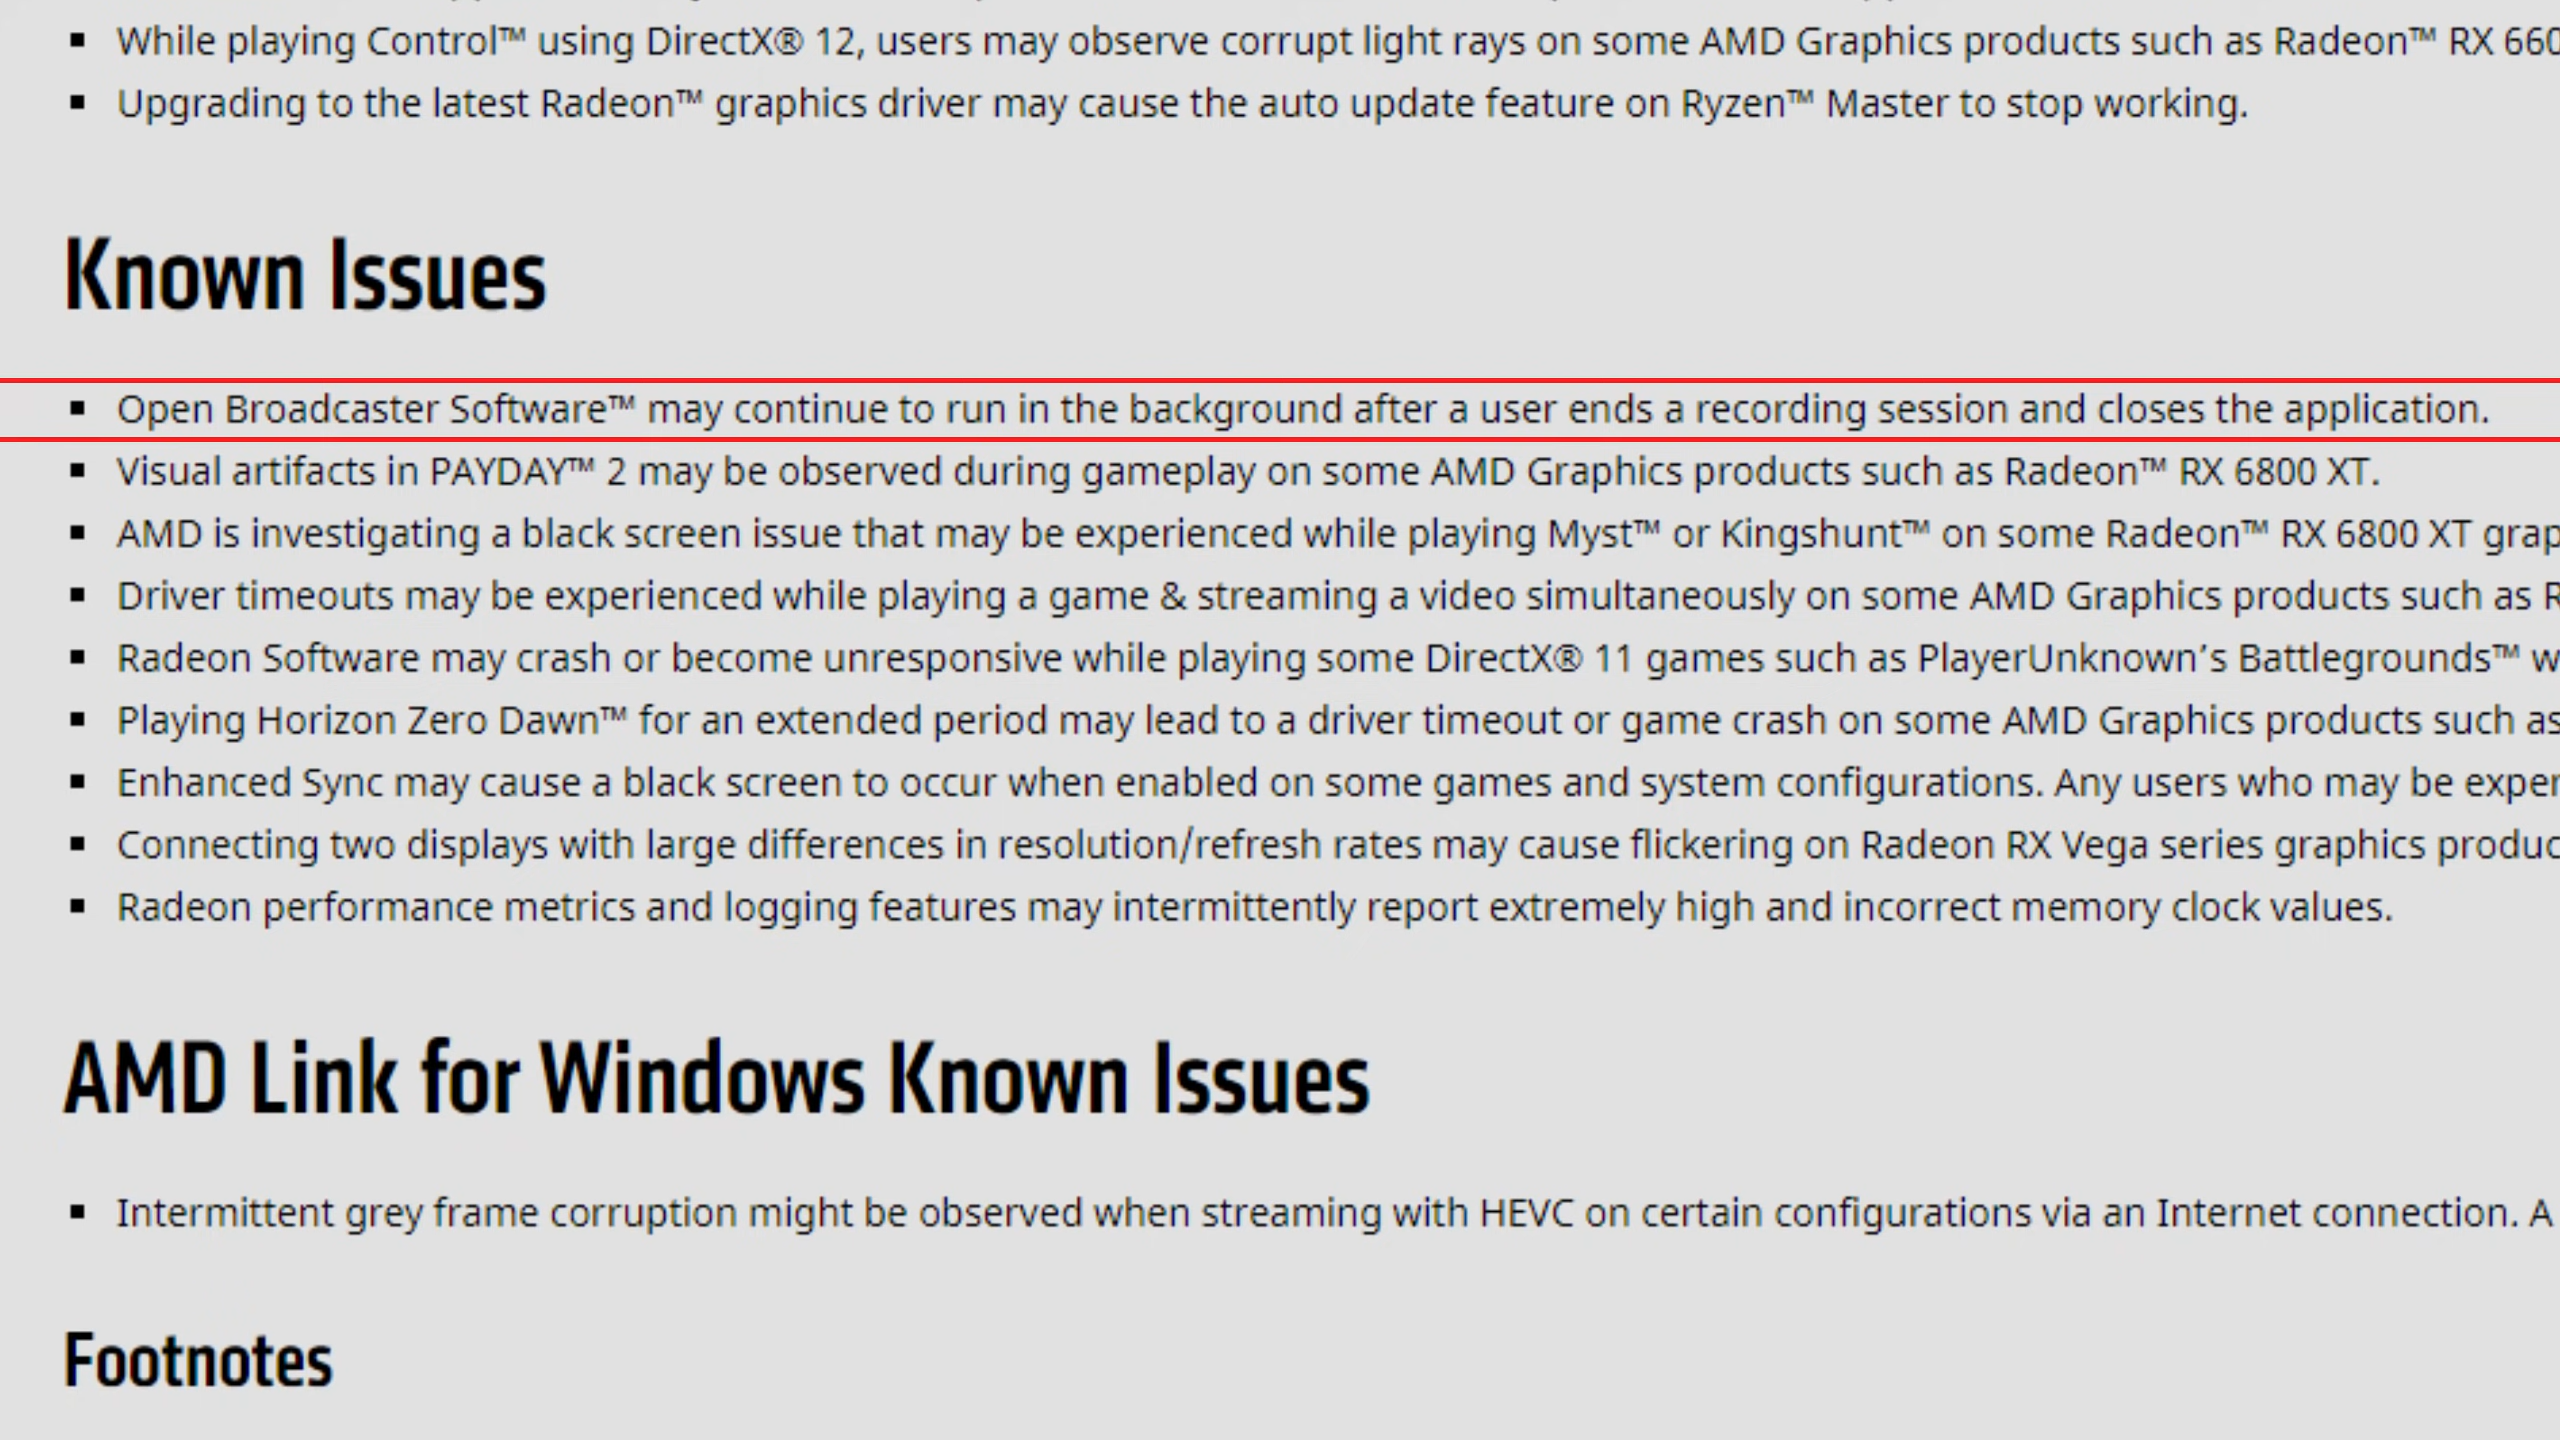 While playing Control™ using DirectX® 12, users may observe corrupt light rays on some AMD Graphics products such as Radeon™ RX 660
Upgrading to the latest Radeon™ graphics driver may cause the auto update feature on Ryzen™ Master to stop working.
Known Issues
Open Broadcaster Software™ may continue to run in the background after a user ends a recording session and closes the application.
Visual artifacts in PAYDAY™ 2 may be observed during gameplay on some AMD Graphics products such as Radeon™ RX 6800 XT.
AMD is investigating a black screen issue that may be experienced while playing Myst™ or Kingshunt™ on some Radeon™ RX 6800 XT grap
Driver timeouts may be experienced while playing a game & streaming a video simultaneously on some AMD Graphics products such as R
Radeon Software may crash or become unresponsive while playing some DirectX® 11 games such as PlayerUnknown’s Battlegrounds™ w
Playing Horizon Zero Dawn™ for an extended period may lead to a driver timeout or game crash on some AMD Graphics products such as
Enhanced Sync may cause a black screen to occur when enabled on some games and system configurations. Any users who may be exper
Connecting two displays with large differences in resolution/refresh rates may cause flickering on Radeon RX Vega series graphics produc
Radeon performance metrics and logging features may intermittently report extremely high and incorrect memory clock values.
AMD Link for Windows Known Issues
Intermittent grey frame corruption might be observed when streaming with HEVC on certain configurations via an Internet connection. A
Footnotes